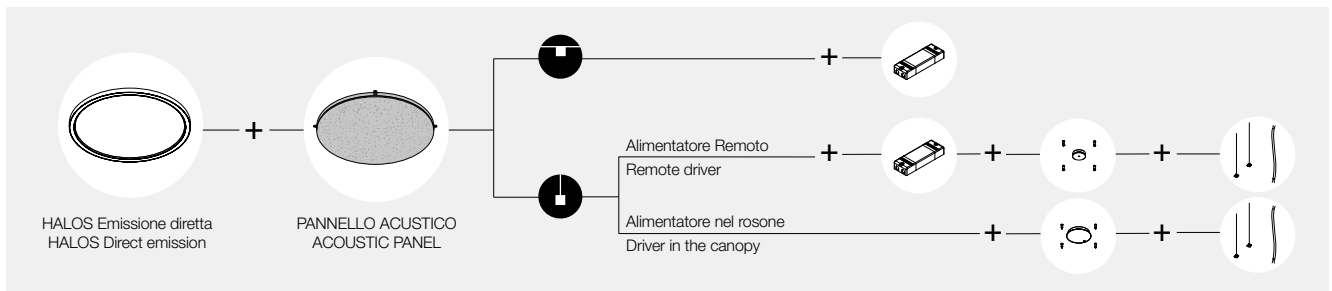 HALOS Emissione diretta
HALOS Direct emission
PANNELLO ACUSTICO
ACOUSTIC PANEL
Alimentatore Remoto
Remote driver
Alimentatore nel rosone
Driver in the canopy